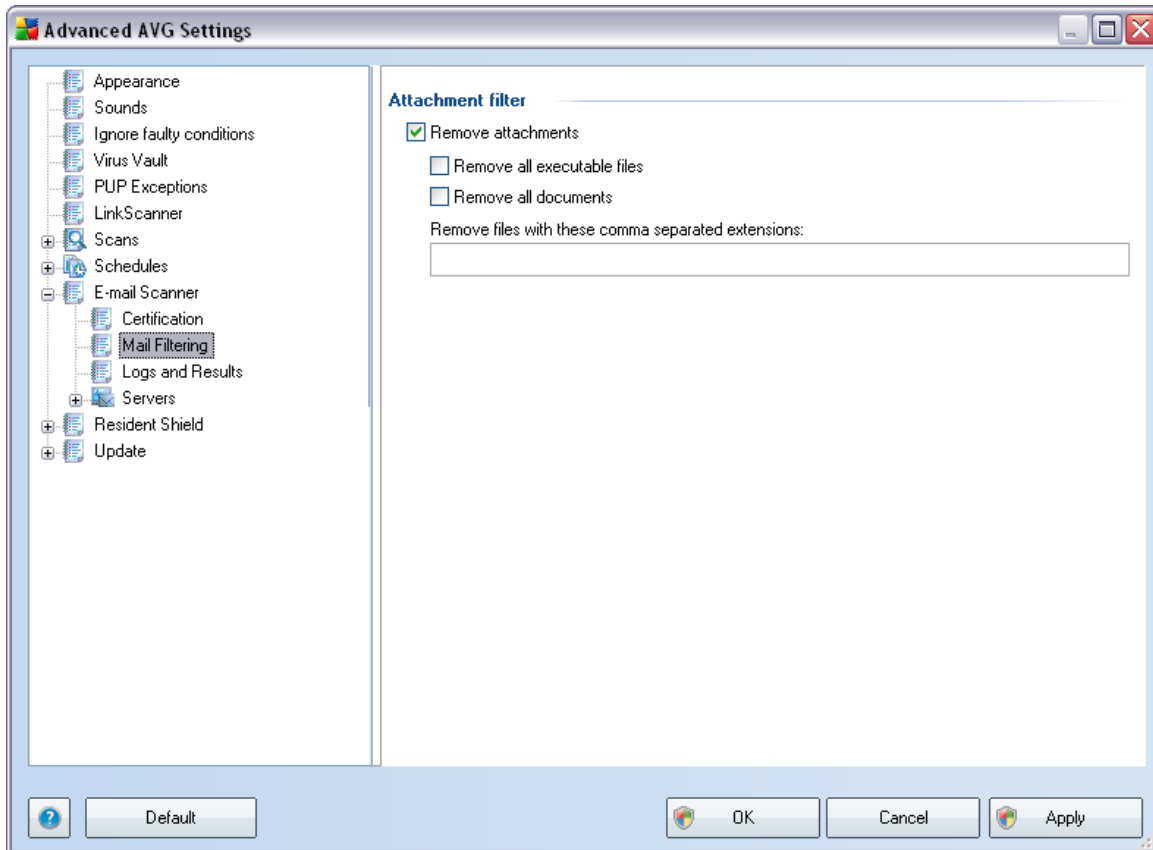 Advanced AVG Settings
Appearance
Sounds
Ignore faulty conditions
Virus Vault
PUP Exceptions
LinkScanner
Scans
Schedules
E-mail Scanner
Certification
Mail Filtering
Logs and Results
Servers
Resident Shield
Update
Attachment filter
Remove attachments
Remove all executable files
Remove all documents
Remove files with these comma separated extensions:
Default
OK
Cancel
Apply